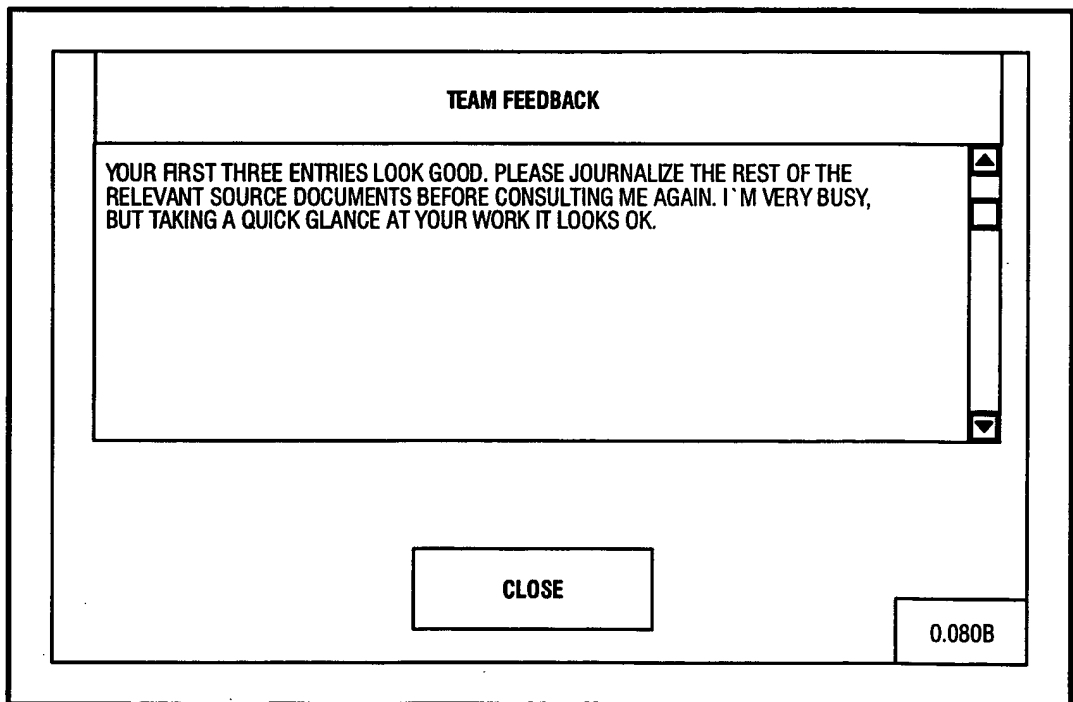 TEAM FEEDBACK
YOUR FIRST THREE ENTRIES LOOK GOOD. PLEASE JOURNALIZE THE REST OF THE
RELEVANT SOURCE DOCUMENTS BEFORE CONSULTING ME AGAIN. I`M VERY BUSY,
BUT TAKING A QUICK GLANCE AT YOUR WORK IT LOOKS OK.
CLOSE
0.080B